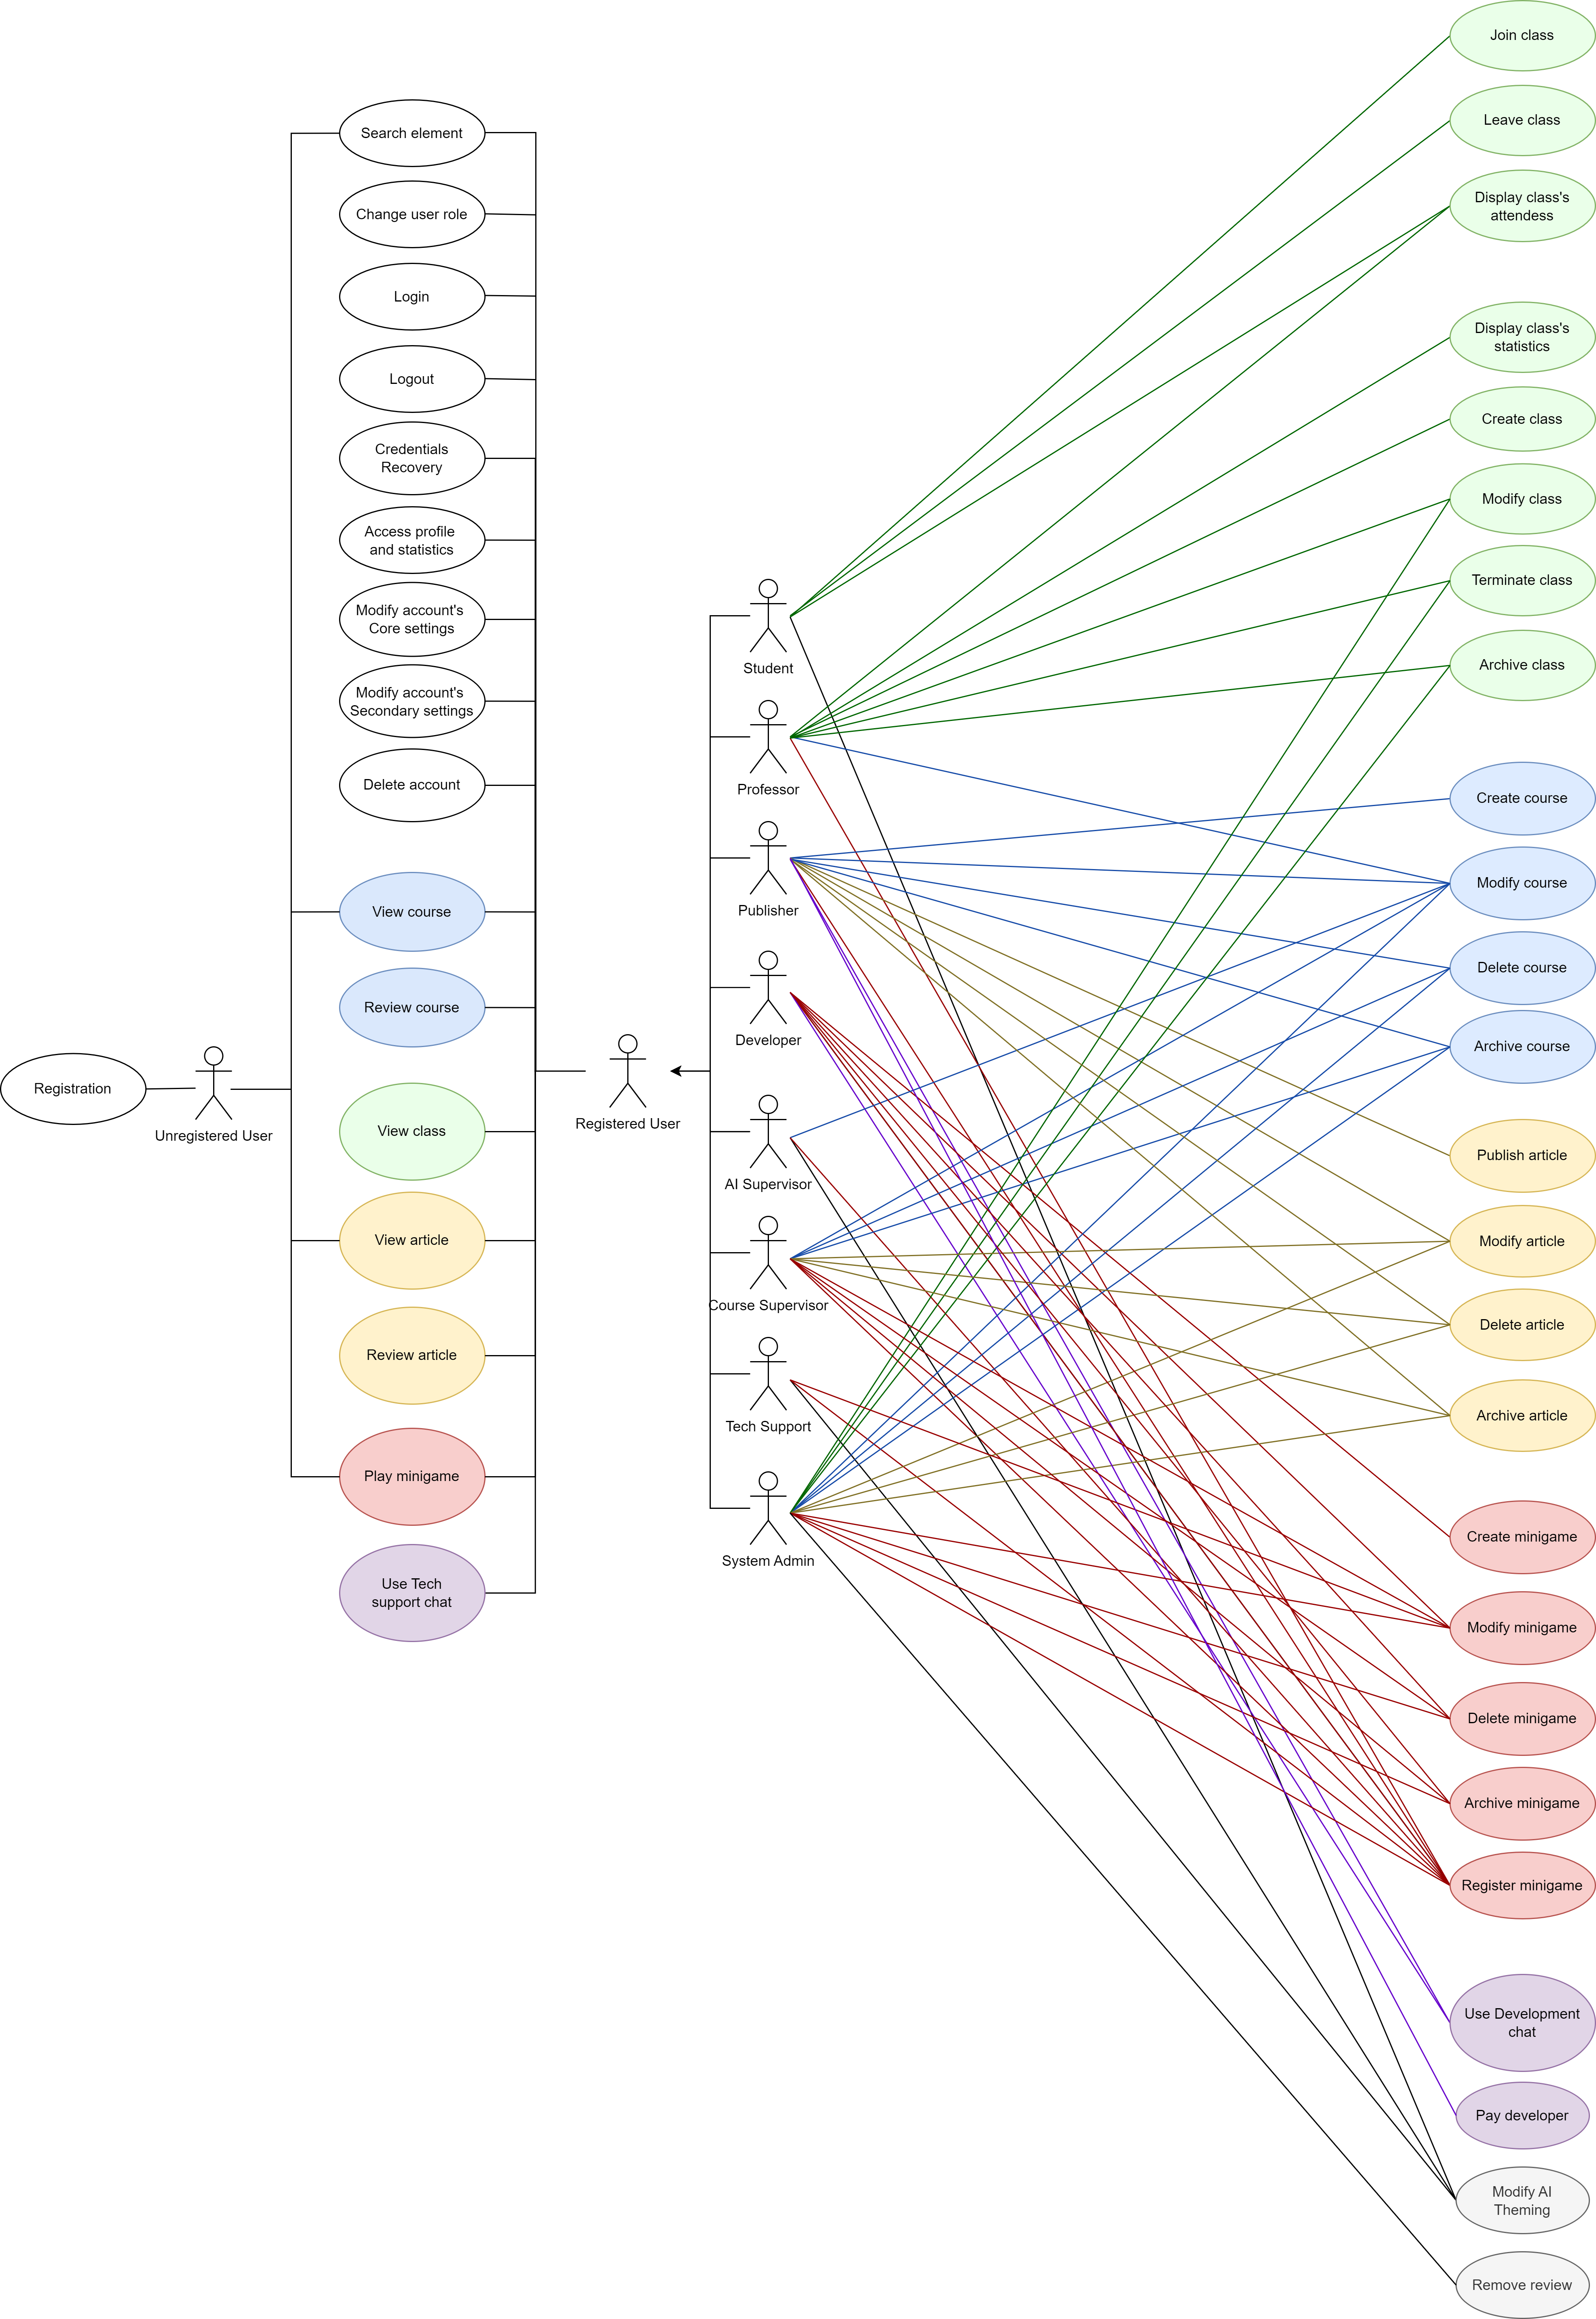 Join class
Leave class
Display class's
attendess
Display class's
statistics
Create class
Modify class
Terminate class
Archive class
Create course
Modify course
Delete course
Archive course
Publish article
Modify article
Delete article
Archive article
Create minigame
Modify minigame
Delete minigame
Archive minigame
Register minigame
Use Development
chat
Pay developer
Modify AI
Theming
Remove review
Search element
Change user role
Login
Logout
Credentials
Recovery
Access profile
and statistics
Modify account's
Core settings
Modify account's
Secondary settings
Delete account
View course
Review course
View class
View article
Review article
Play minigame
Use Tech
support chat
Registration
Unregistered User
Registered User
Student
Professor
Publisher
Developer
AI Supervisor
Course Supervisor
Tech Support
System Admin